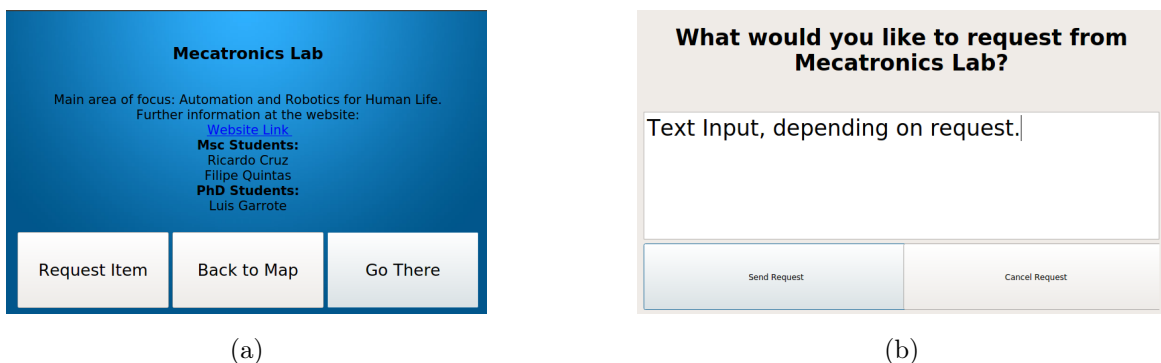 Mecatronics Lab
Main area of focus: Automation and Robotics for Human Life.
Further information at the website:
Website Link
Msc Students:
Ricardo Cruz
Filipe Quintas
PhD Students:
Luis Garrote
Request Item
Back to Map
Go There
(a)
What would you like to request from
Mecatronics Lab?
Text Input, depending on request.
Send Request
Cancel Request
(b)